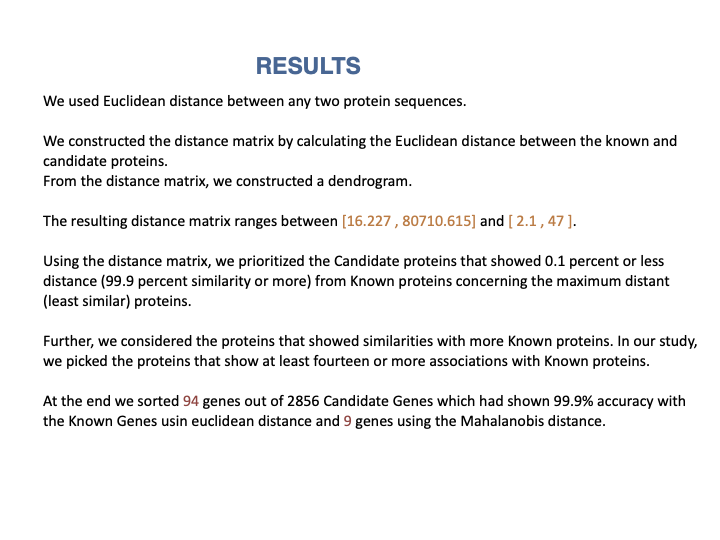 RESULTS
We used Euclidean distance between any two protein sequences.
We constructed the distance matrix by calculating the Euclidean distance between the known and
candidate proteins.
From the distance matrix, we constructed a dendrogram.
The resulting distance matrix ranges between [16.227 , 80710.615] and [ 2.1 , 47 ].
Using the distance matrix, we prioritized the Candidate proteins that showed 0.1 percent or less
distance (99.9 percent similarity or more) from Known proteins concerning the maximum distant
(least similar) proteins.
Further, we considered the proteins that showed similarities with more Known proteins. In our study,
we picked the proteins that show at least fourteen or more associations with Known proteins.
At the end we sorted 94 genes out of 2856 Candidate Genes which had shown 99.9% accuracy with
the Known Genes usin euclidean distance and 9 genes using the Mahalanobis distance.